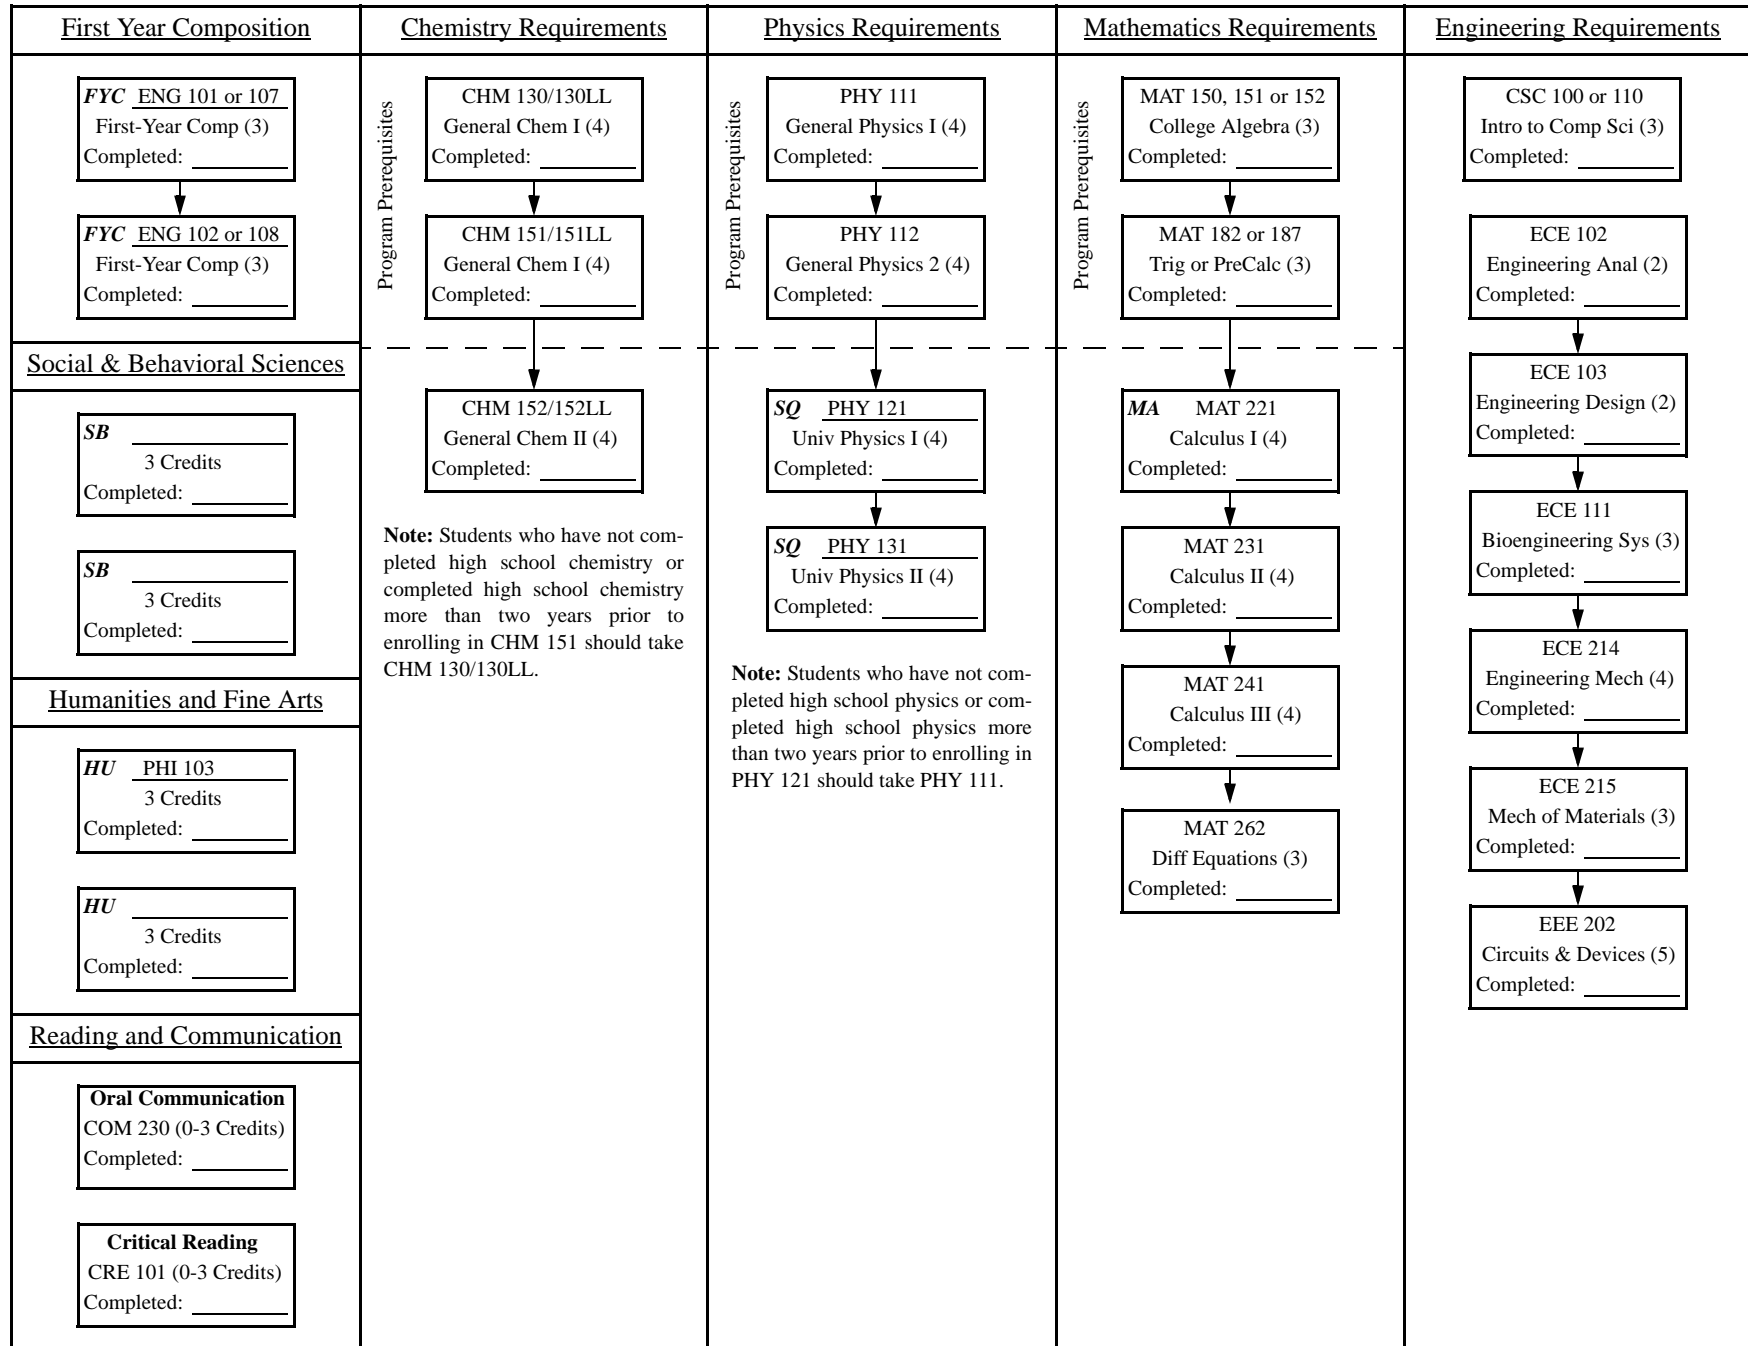 First Year Composition
FYC ENG 101 or 107
First-Year Comp (3)
Completed:
FYC ENG 102 or 108
First-Year Comp (3)
Completed:
Social & Behavioral Sciences
SB
3 Credits
Completed:
SB
3 Credits
Completed:
Humanities and Fine Arts
HU PHI 103
3 Credits
Completed:
HU
3 Credits
Completed:
Reading and Communication
Oral Communication
COM 230 (0-3 Credits)
Completed:
Critical Reading
CRE 101 (0-3 Credits)
Completed:
Chemistry Requirements
Program Prerequisites
CHM 130/130LL
General Chem I (4)
Completed:
CHM 151/151LL
General Chem I (4)
Completed:
CHM 152/152LL
General Chem II (4)
Completed:
Note: Students who have not com-
pleted high school chemistry or
completed high school chemistry
more than two years prior to
enrolling in CHM 151 should take
CHM 130/130LL.
Physics Requirements
Program Prerequisites
PHY 111
General Physics I (4)
Completed:
PHY 112
General Physics 2 (4)
Completed:
SQ PHY 121
Univ Physics I (4)
Completed:
SQ PHY 131
Univ Physics II (4)
Completed:
Note: Students who have not com-
pleted high school physics or com-
pleted high school physics more
than two years prior to enrolling in
PHY 121 should take PHY 111.
Mathematics Requirements
Program Prerequisites
MAT 150, 151 or 152
College Algebra (3)
Completed:
MAT 182 or 187
Trig or PreCalc (3)
Completed:
MA MAT 221
Calculus I (4)
Completed:
MAT 231
Calculus II (4)
Completed:
MAT 241
Calculus III (4)
Completed:
MAT 262
Diff Equations (3)
Completed:
Engineering Requirements
CSC 100 or 110
Intro to Comp Sci (3)
Completed:
ECE 102
Engineering Anal (2)
Completed:
ECE 103
Engineering Design (2)
Completed:
ECE 111
Bioengineering Sys (3)
Completed:
ECE 214
Engineering Mech (4)
Completed:
ECE 215
Mech of Materials (3)
Completed:
EEE 202
Circuits & Devices (5)
Completed: